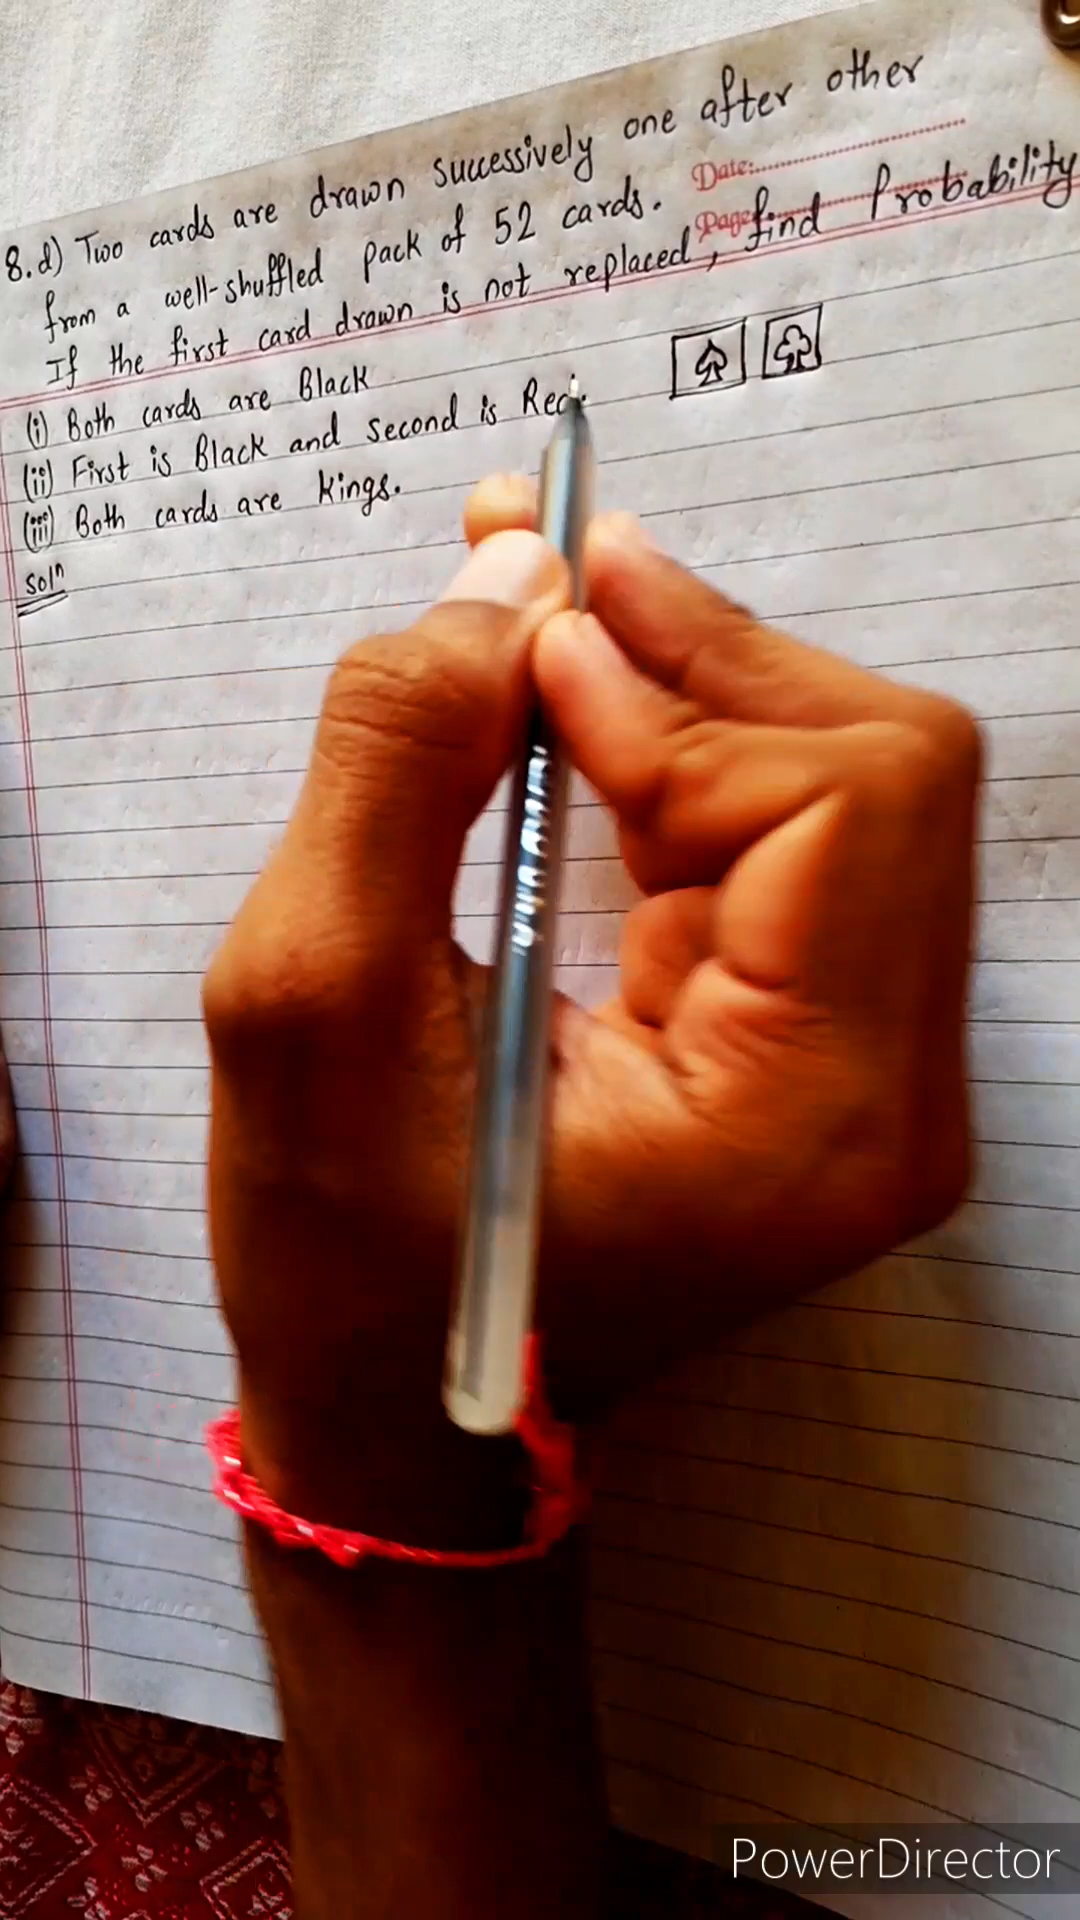 8.d) Two cards are drawn successively one after other
from a well-shuffled pack of 52 cards.
Date:
Page
If the first card drawn is not replaced, find Probability
(i) Both cards are Black
(ii) First is Black and second is Red.
(iii) Both cards are kings.
Solⁿ
PowerDirector